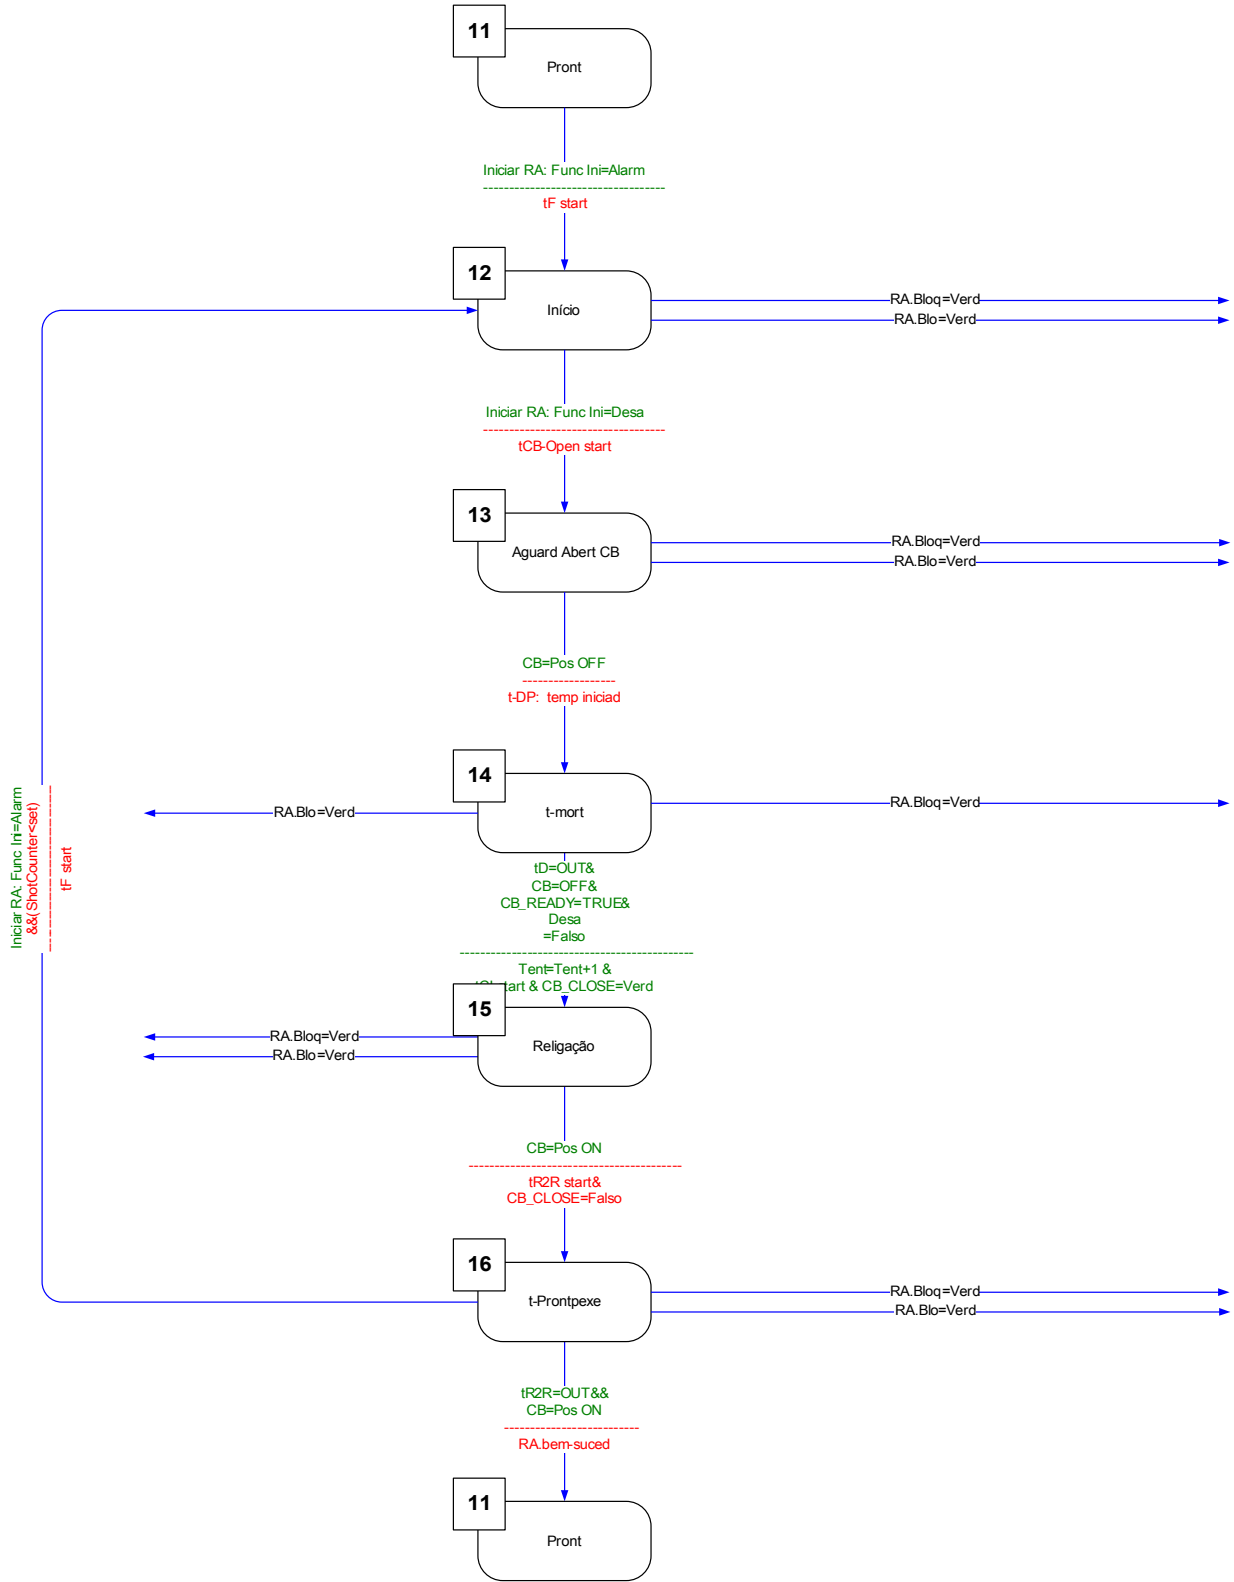 11
Pront
Iniciar RA: Func Ini=Alarm
tF start
12
Início
RA.Bloq=Verd
RA.Blo=Verd
Iniciar RA: Func Ini=Desa
tCB-Open start
13
Aguard Abert CB
RA.Bloq=Verd
RA.Blo=Verd
CB=Pos OFF
t-DP: temp iniciad
14
t-mort
RA.Blo=Verd
RA.Bloq=Verd
Iniciar RA: Func Ini=Alarm
&&(ShotCounter<set)
tF start
tD=OUT&
CB=OFF&
CB_READY=TRUE&
Desa
=Falso
Tent=Tent+1 &
& CB_CLOSE=Verd
15
Religação
RA.Bloq=Verd
RA.Blo=Verd
CB=Pos ON
tR2R start&
CB_CLOSE=Falso
16
t-Prontpexe
RA.Bloq=Verd
RA.Blo=Verd
tR2R=OUT&&
CB=Pos ON
RA.bem-suced
11
Pront